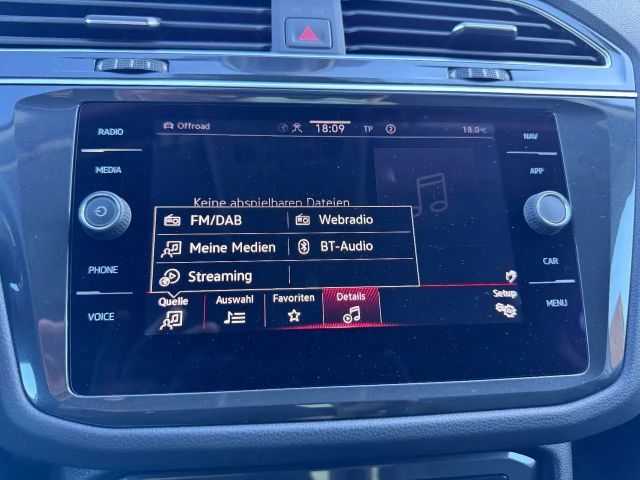 RADIO
MEDIA
PHONE
VOICE
NAV
APP
CAR
MENU
Offroad 18:09 TP 2 18.0°C
Keine abspielbaren Dateien
FM/DAB Webradio
Meine Medien BT-Audio
Streaming
Quelle Auswahl Favoriten Details Setup